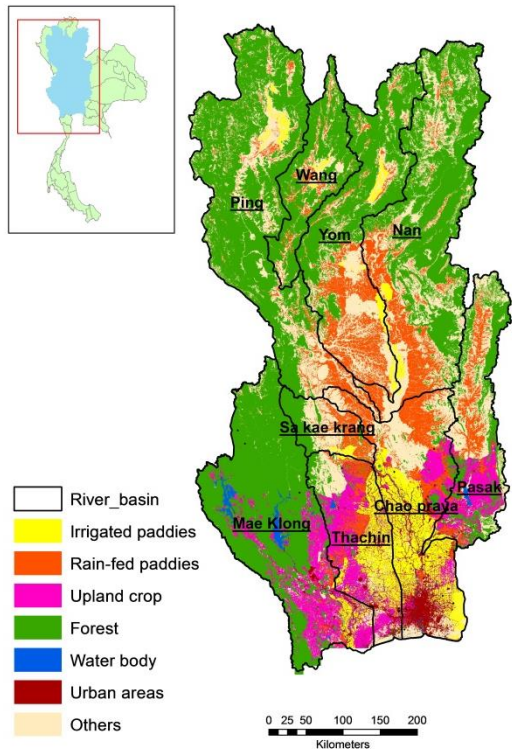 Ping
Wang
Yom
Nan
Sa kae krang
Pasak
Chao praya
Mae Klong
Thachin
River_basin
Irrigated paddies
Rain-fed paddies
Upland crop
Forest
Water body
Urban areas
Others
0 25 50 100 150 200
Kilometers